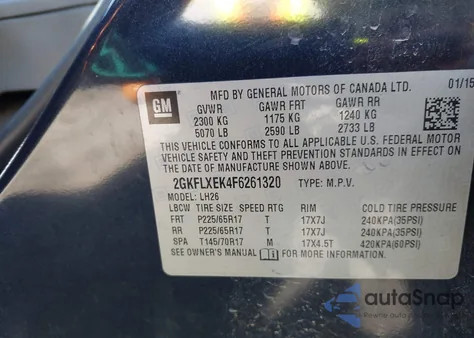 MFD BY GENERAL MOTORS OF CANADA LTD. 01/15
GM
GVWR GAWR FRT GAWR RR
2300 KG 1175 KG 1240 KG
5070 LB 2590 LB 2733 LB
THIS VEHICLE CONFORMS TO ALL APPLICABLE U.S. FEDERAL MOTOR
VEHICLE SAFETY AND THEFT PREVENTION STANDARDS IN EFFECT ON
THE DATE OF MANUFACTURE SHOWN ABOVE.
2GKFLXEK4F6261320 TYPE: M.P.V.
MODEL: LH26
LBCW TIRE SIZE SPEED RTG RIM COLD TIRE PRESSURE
FRT P225/65R17 T 17X7J 240KPA(35PSI)
RR P225/65R17 T 17X7J 240KPA(35PSI)
SPA T145/70R17 M 17X4.5T 420KPA(60PSI)
SEE OWNER'S MANUAL FOR MORE INFORMATION.
autoSnap